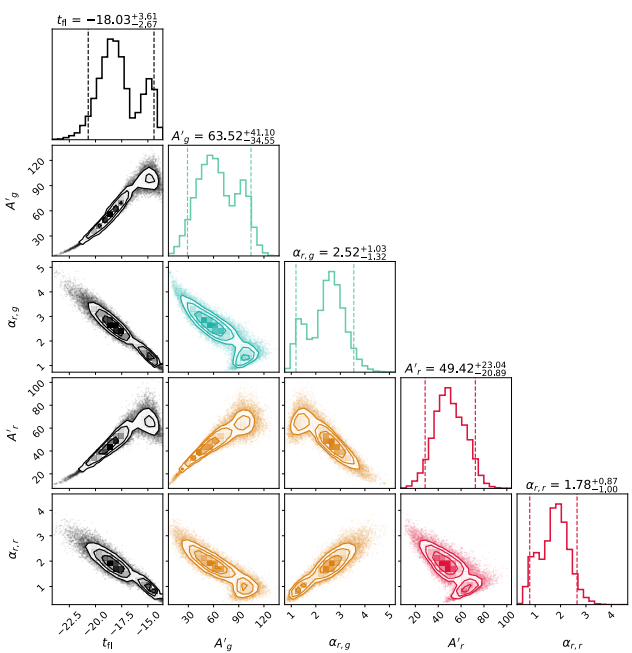 t_fl = −18.03^{+3.61}_{−2.67}
A′_g = 63.52^{+41.10}_{−34.55}
120
90
60
30
A′_g
α_{r,g} = 2.52^{+1.03}_{−1.32}
5
4
3
2
1
α_{r,g}
A′_r = 49.42^{+23.04}_{−20.89}
100
80
60
40
20
A′_r
α_{r,r} = 1.78^{+0.87}_{−1.00}
4
3
2
1
α_{r,r}
−22.5 −20.0 −17.5 −15.0 30 60 90 120 1 2 3 4 5 20 40 60 80 100 1 2 3 4
t_fl A′_g α_{r,g} A′_r α_{r,r}